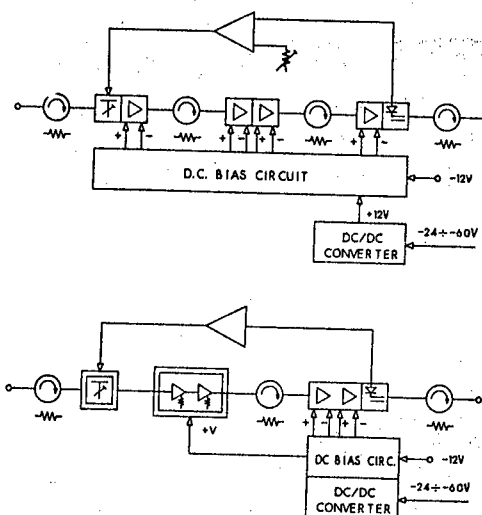 + - + - + - + -
D.C. BIAS CIRCUIT
-12V
+12V
-24÷-60V
DC/DC
CONVERTER
+ - + -
+V
DC BIAS CIRC.
-12V
-24÷-60V
DC/DC
CONVERTER